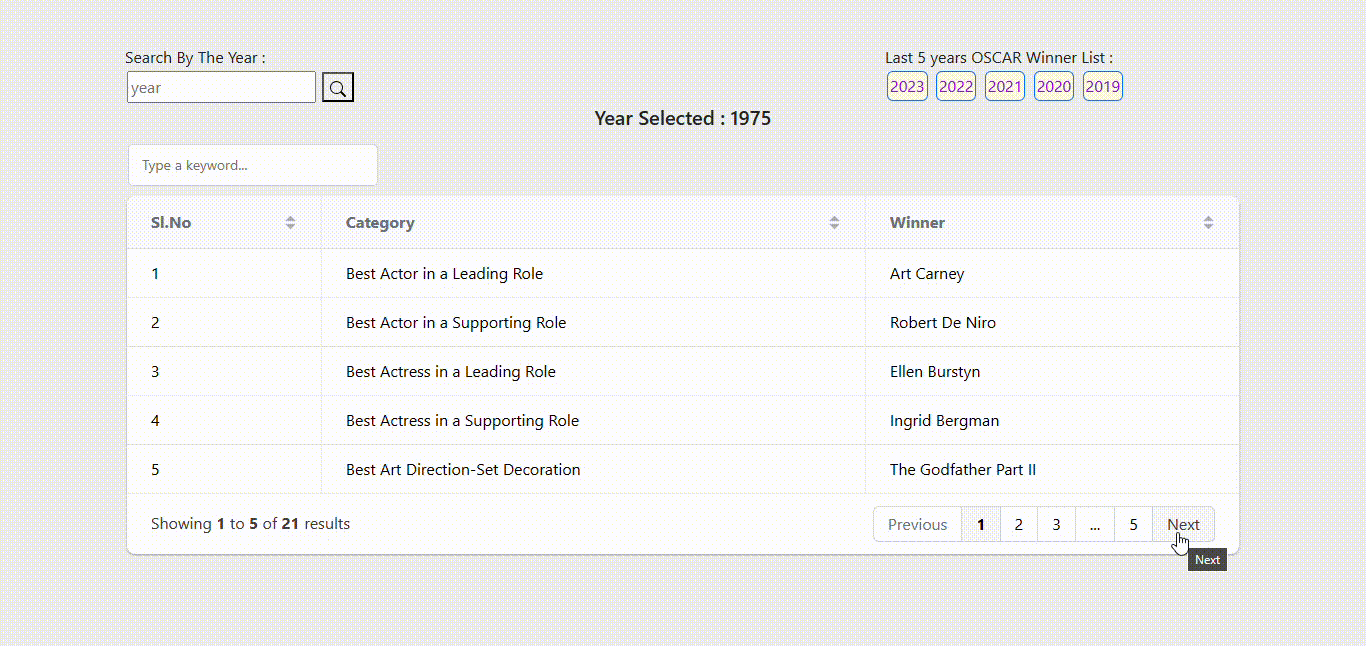 Search By The Year :
Last 5 years OSCAR Winner List :
year
2023 2022 2021 2020 2019
Year Selected : 1975
Type a keyword...
Sl.No Category Winner
1 Best Actor in a Leading Role Art Carney
2 Best Actor in a Supporting Role Robert De Niro
3 Best Actress in a Leading Role Ellen Burstyn
4 Best Actress in a Supporting Role Ingrid Bergman
5 Best Art Direction-Set Decoration The Godfather Part II
Showing 1 to 5 of 21 results
Previous 1 2 3 ... 5 Next
Next